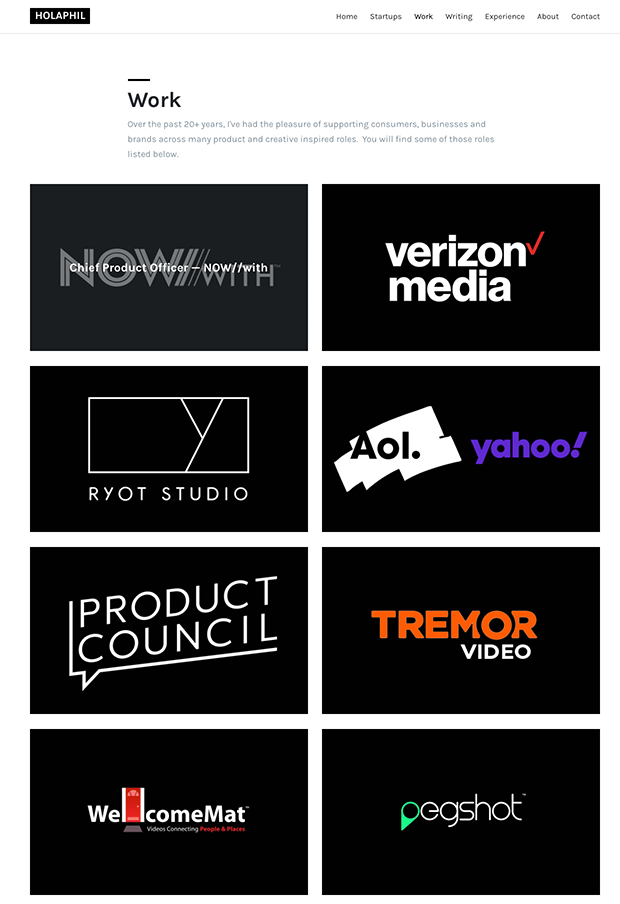 HOLAPHIL
Home Startups Work Writing Experience About Contact
Work
Over the past 20+ years, I've had the pleasure of supporting consumers, businesses and
brands across many product and creative inspired roles. You will find some of those roles
listed below.
NOW//WITH
Chief Product Officer — NOW//with
verizon✓
media
RYOT STUDIO
Aol. yahoo!
PRODUCT
COUNCIL
TREMOR
VIDEO
WellcomeMat™
Videos Connecting People & Places
pegshot™